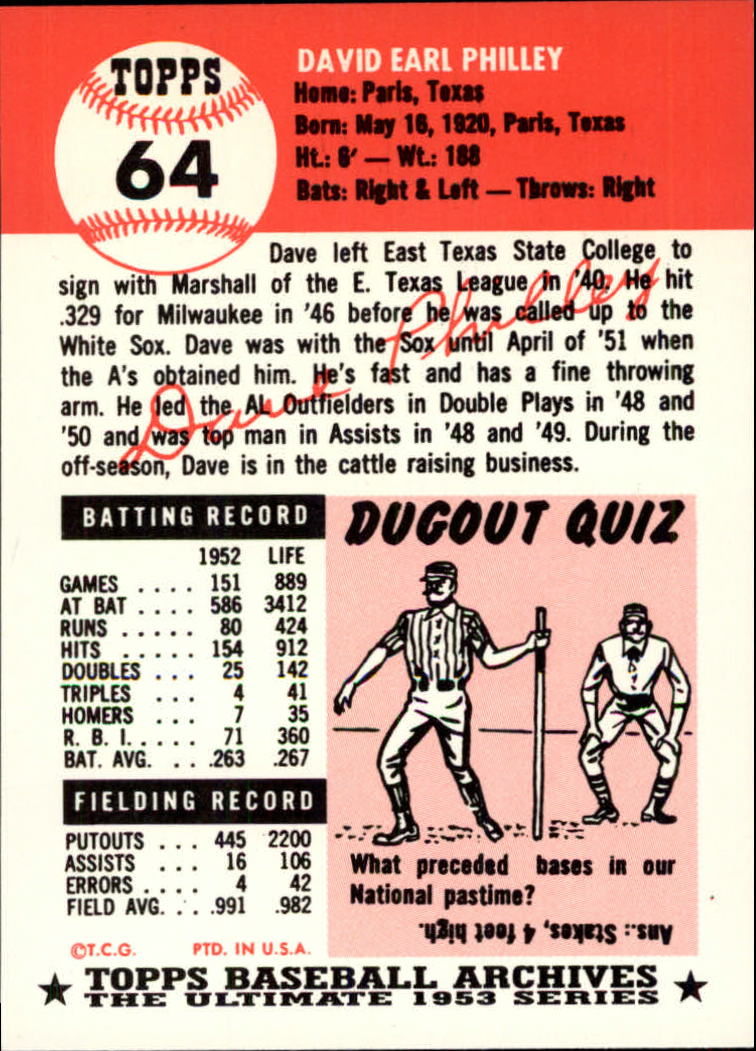 TOPPS
64
DAVID EARL PHILLEY
Home: Paris, Texas
Born: May 16, 1920, Paris, Texas
Ht.: 6' — Wt.: 188
Bats: Right & Left — Throws: Right
Dave left East Texas State College to
sign with Marshall of the E. Texas League in '40. He hit
.329 for Milwaukee in '46 before he was called up to the
White Sox. Dave was with the Sox until April of '51 when
the A's obtained him. He's fast and has a fine throwing
arm. He led the AL Outfielders in Double Plays in '48 and
'50 and was top man in Assists in '48 and '49. During the
off-season, Dave is in the cattle raising business.
Dave Philley
BATTING RECORD
1952 LIFE
GAMES . . . . 151 889
AT BAT . . . . 586 3412
RUNS . . . . . 80 424
HITS . . . . . 154 912
DOUBLES . . . 25 142
TRIPLES . . . 4 41
HOMERS . . . 7 35
R. B. I. . . . . . 71 360
BAT. AVG. . . .263 .267
FIELDING RECORD
PUTOUTS . . . 445 2200
ASSISTS . . . 16 106
ERRORS . . . . 4 42
FIELD AVG. . . .991 .982
©T.C.G. PTD. IN U.S.A.
DUGOUT QUIZ
What preceded bases in our
National pastime?
Ans.: Stakes, 4 feet high.
TOPPS BASEBALL ARCHIVES
THE ULTIMATE 1953 SERIES